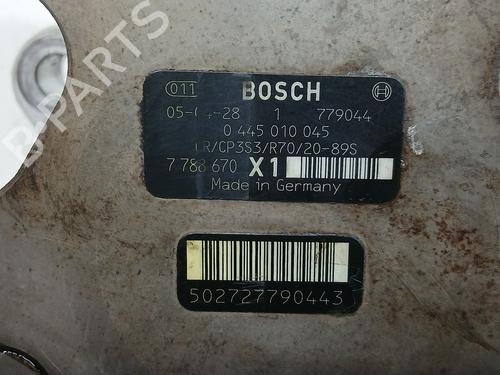 B-PARTS
011 BOSCH
28 1 779044
0 445 010 045
R/CP3S3/R70/20-89S
7 788 670 X1
Made in Germany
502727790443